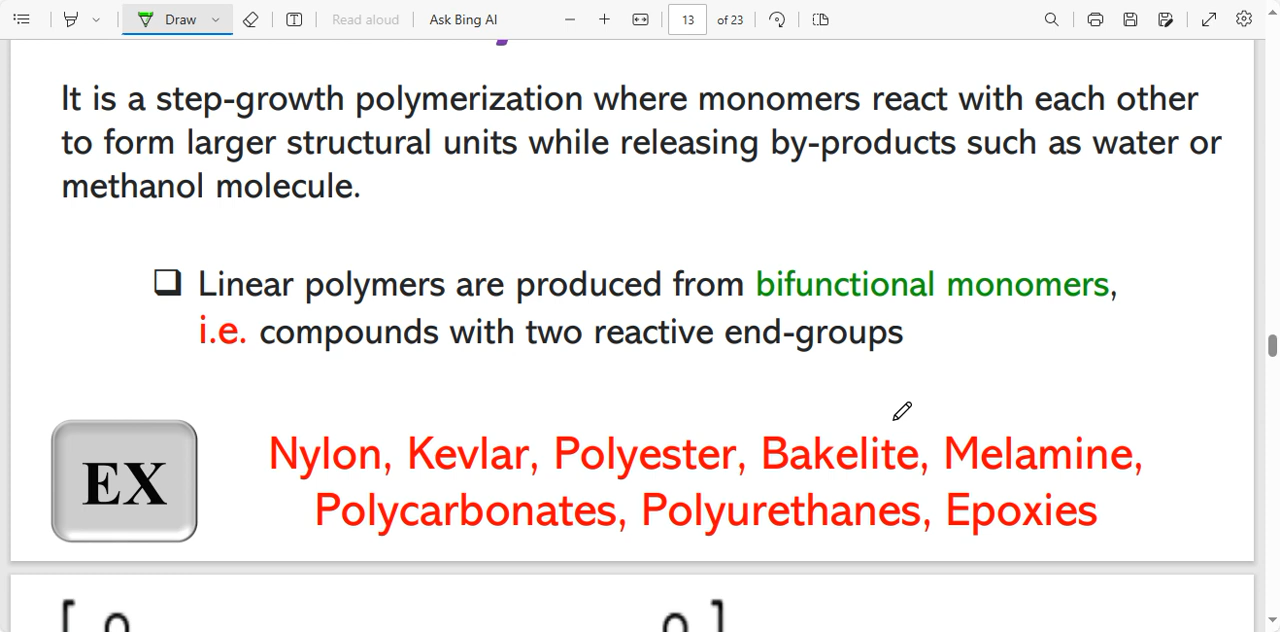 Draw
Read aloud
Ask Bing AI
13
of 23
It is a step-growth polymerization where monomers react with each other
to form larger structural units while releasing by-products such as water or
methanol molecule.
Linear polymers are produced from bifunctional monomers,
i.e. compounds with two reactive end-groups
EX
Nylon, Kevlar, Polyester, Bakelite, Melamine,
Polycarbonates, Polyurethanes, Epoxies